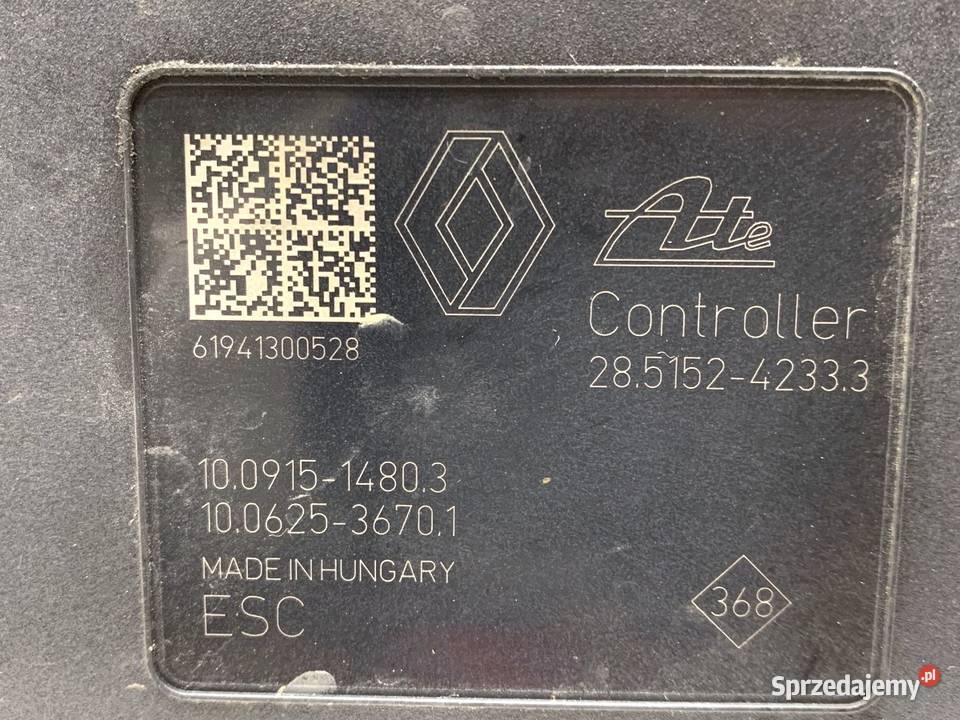 Ate
Controller
28.5152-4233.3
61941300528
10.0915-1480.3
10.0625-3670.1
MADE IN HUNGARY
ESC
368
Sprzedajemy.pl